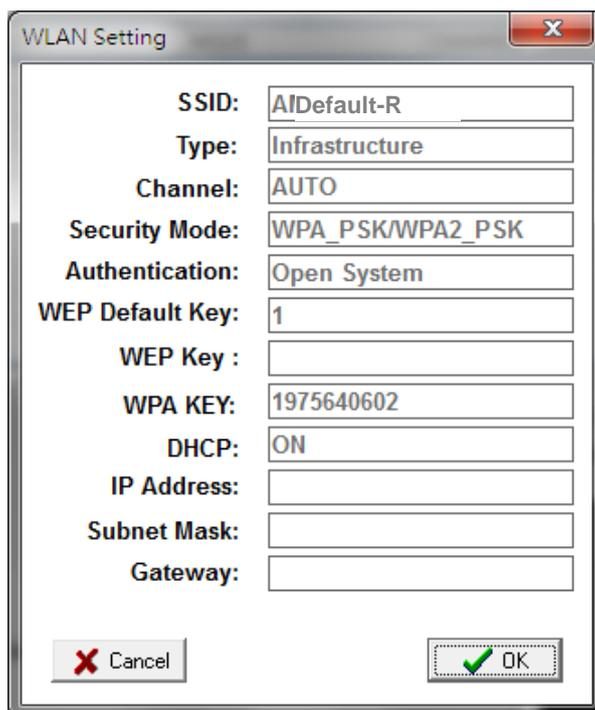 WLAN Setting
SSID: AIDefault-R
Type: Infrastructure
Channel: AUTO
Security Mode: WPA_PSK/WPA2_PSK
Authentication: Open System
WEP Default Key: 1
WEP Key :
WPA KEY: 1975640602
DHCP: ON
IP Address:
Subnet Mask:
Gateway:
Cancel OK